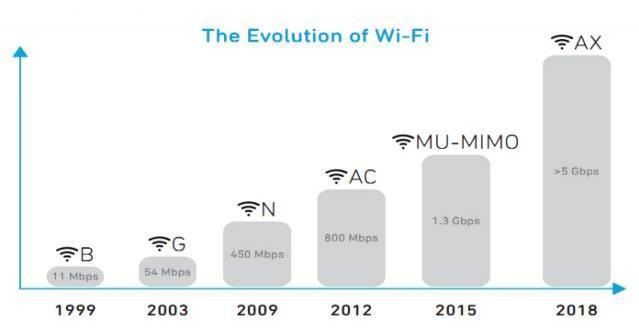 The Evolution of Wi-Fi
AX
MU-MIMO
AC
N
G
B
>5 Gbps
1.3 Gbps
800 Mbps
450 Mbps
54 Mbps
11 Mbps
1999 2003 2009 2012 2015 2018